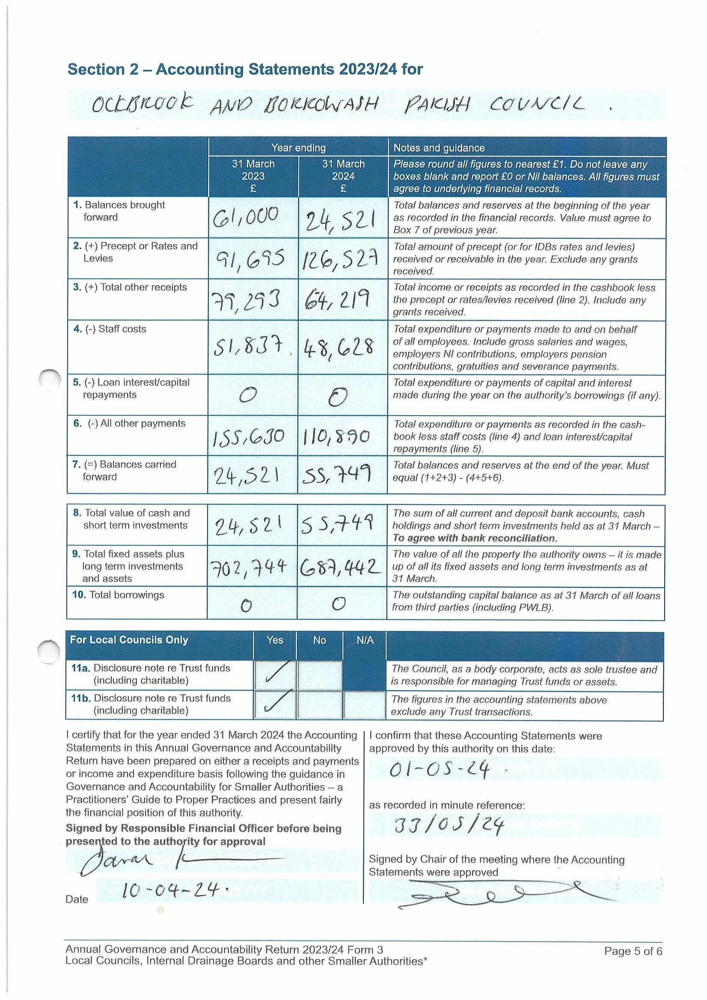 Section 2 – Accounting Statements 2023/24 for
OCKBROOK AND BORROWASH PARISH COUNCIL .
Year ending
Notes and guidance
31 March
2023
£
31 March
2024
£
Please round all figures to nearest £1. Do not leave any
boxes blank and report £0 or Nil balances. All figures must
agree to underlying financial records.
1. Balances brought
forward
61,000
24,521
Total balances and reserves at the beginning of the year
as recorded in the financial records. Value must agree to
Box 7 of previous year.
2. (+) Precept or Rates and
Levies
91,695
126,527
Total amount of precept (or for IDBs rates and levies)
received or receivable in the year. Exclude any grants
received.
3. (+) Total other receipts
79,293
64,219
Total income or receipts as recorded in the cashbook less
the precept or rates/levies received (line 2). Include any
grants received.
4. (-) Staff costs
51,837.
48,628
Total expenditure or payments made to and on behalf
of all employees. Include gross salaries and wages,
employers NI contributions, employers pension
contributions, gratuities and severance payments.
5. (-) Loan interest/capital
repayments
0
0
Total expenditure or payments of capital and interest
made during the year on the authority's borrowings (if any).
6. (-) All other payments
155,630
110,890
Total expenditure or payments as recorded in the cash-
book less staff costs (line 4) and loan interest/capital
repayments (line 5).
7. (=) Balances carried
forward
24,521
55,749
Total balances and reserves at the end of the year. Must
equal (1+2+3) - (4+5+6).
8. Total value of cash and
short term investments
24,521
55,749
The sum of all current and deposit bank accounts, cash
holdings and short term investments held as at 31 March –
To agree with bank reconciliation.
9. Total fixed assets plus
long term investments
and assets
702,744
687,442
The value of all the property the authority owns – it is made
up of all its fixed assets and long term investments as at
31 March.
10. Total borrowings
0
0
The outstanding capital balance as at 31 March of all loans
from third parties (including PWLB).
For Local Councils Only
Yes
No
N/A
11a. Disclosure note re Trust funds
(including charitable)
✓
The Council, as a body corporate, acts as sole trustee and
is responsible for managing Trust funds or assets.
11b. Disclosure note re Trust funds
(including charitable)
✓
The figures in the accounting statements above
exclude any Trust transactions.
I certify that for the year ended 31 March 2024 the Accounting
Statements in this Annual Governance and Accountability
Return have been prepared on either a receipts and payments
or income and expenditure basis following the guidance in
Governance and Accountability for Smaller Authorities – a
Practitioners' Guide to Proper Practices and present fairly
the financial position of this authority.
Signed by Responsible Financial Officer before being
presented to the authority for approval
Date
10-04-24.
I confirm that these Accounting Statements were
approved by this authority on this date:
01-05-24 .
as recorded in minute reference:
33/05/24
Signed by Chair of the meeting where the Accounting
Statements were approved
Annual Governance and Accountability Return 2023/24 Form 3
Local Councils, Internal Drainage Boards and other Smaller Authorities*
Page 5 of 6